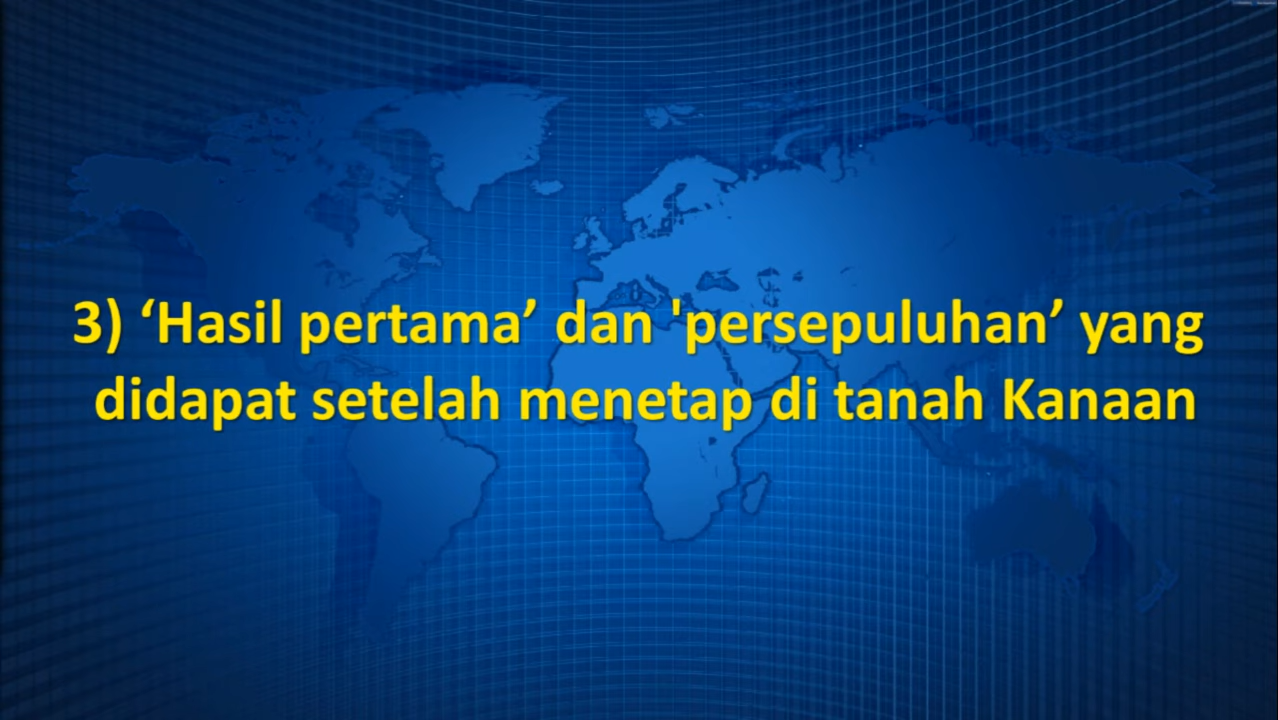 3) ‘Hasil pertama’ dan 'persepuluhan’ yang
didapat setelah menetap di tanah Kanaan